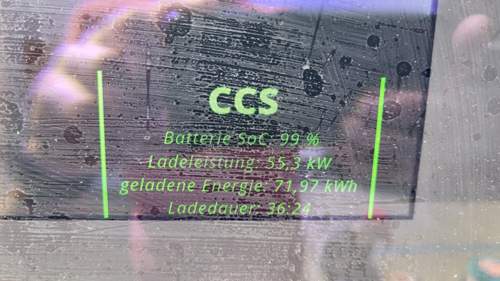 CCS
Batterie SoC: 99 %
Ladeleistung: 55,3 kW
geladene Energie: 71,97 kWh
Ladedauer: 36:24